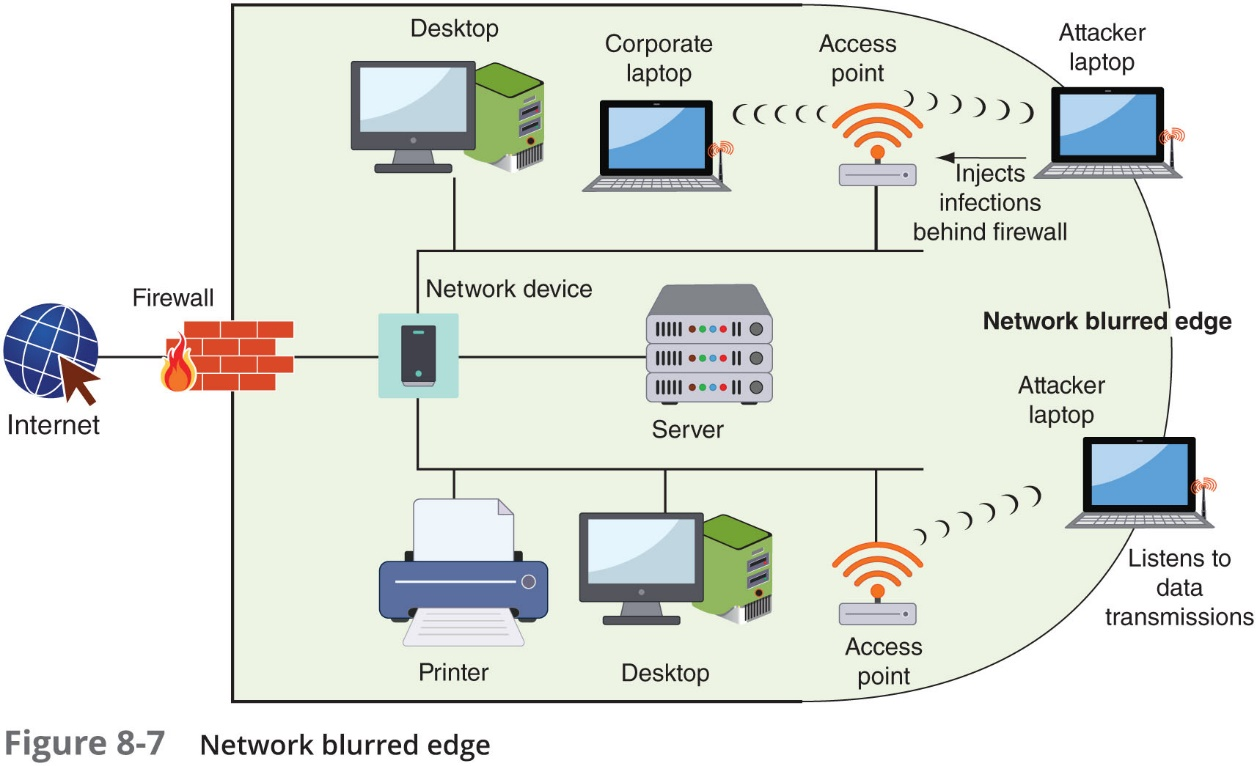 Desktop
Corporate
laptop
Access
point
Attacker
laptop
Injects
infections
behind firewall
Network device
Firewall
Network blurred edge
Internet
Server
Attacker
laptop
Listens to
data
transmissions
Printer
Desktop
Access
point
Figure 8-7 Network blurred edge